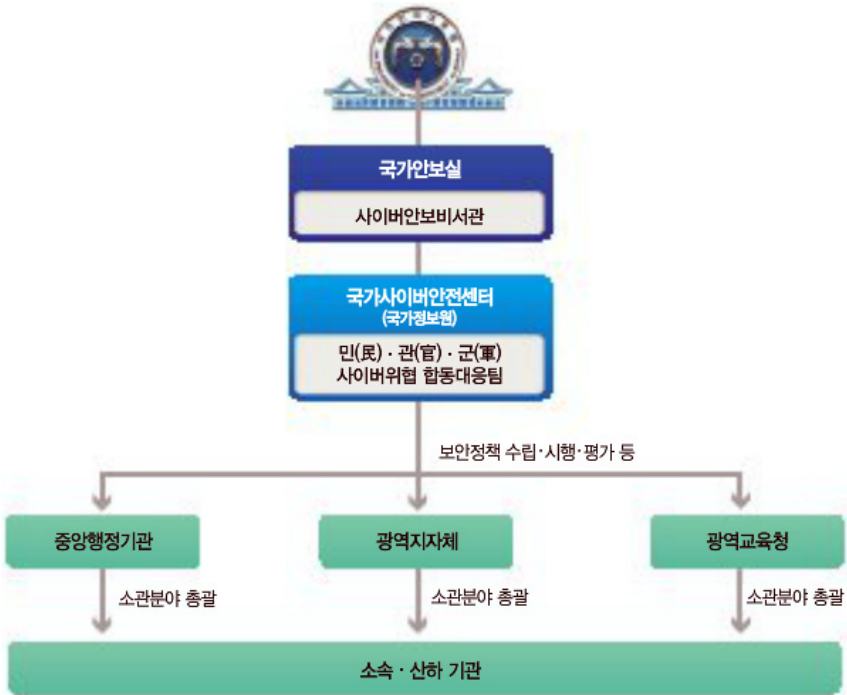 국가안보실
사이버안보비서관
국가사이버안전센터
(국가정보원)
민(民) · 관(官) · 군(軍)
사이버위협 합동대응팀
보안정책 수립·시행·평가 등
중앙행정기관
광역지자체
광역교육청
소관분야 총괄
소관분야 총괄
소관분야 총괄
소속 · 산하 기관